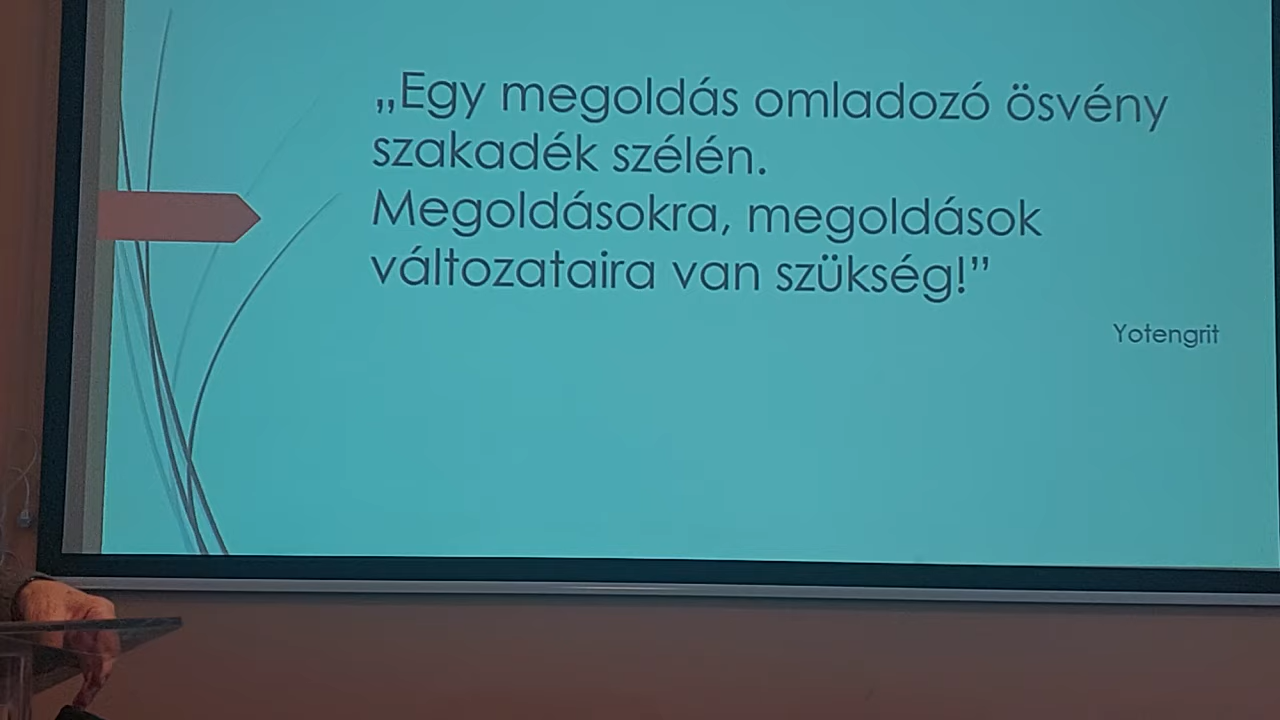 „Egy megoldás omladozó ösvény
szakadék szélén.
Megoldásokra, megoldások
változataira van szükség!”
Yotengrit